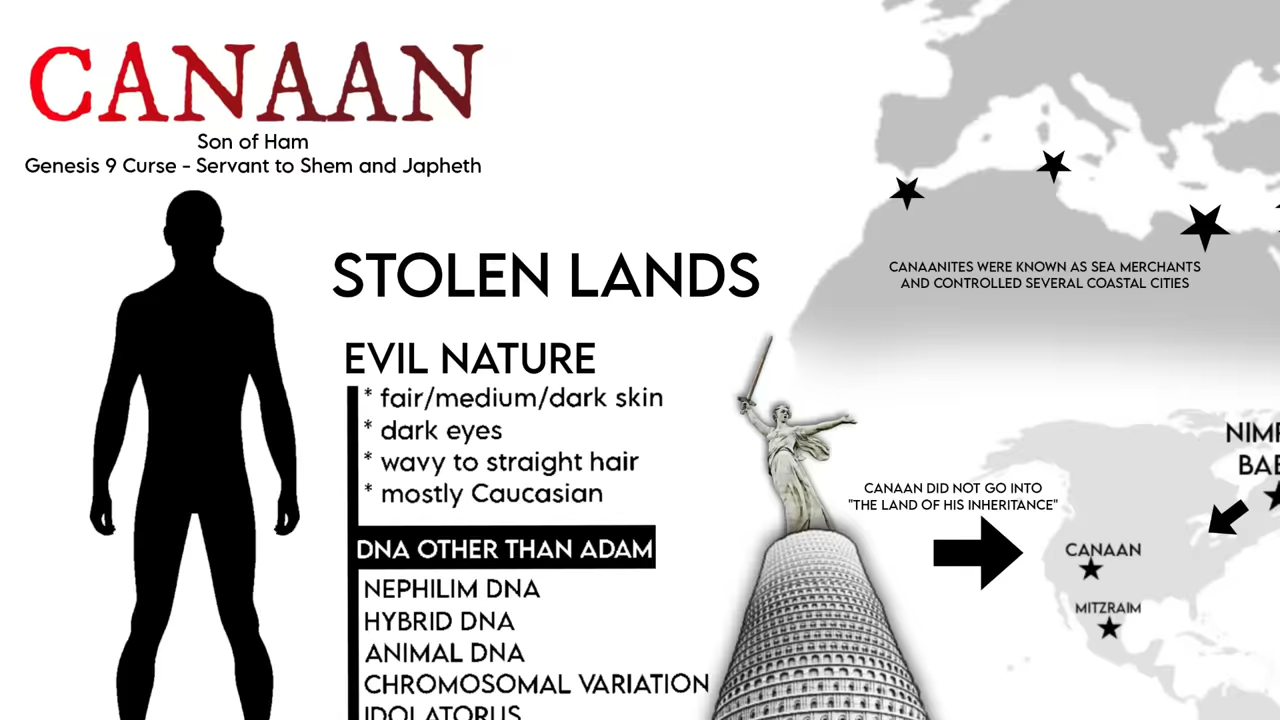 CANAAN
Son of Ham
Genesis 9 Curse - Servant to Shem and Japheth
STOLEN LANDS
EVIL NATURE
* fair/medium/dark skin
* dark eyes
* wavy to straight hair
* mostly Caucasian
DNA OTHER THAN ADAM
NEPHILIM DNA
HYBRID DNA
ANIMAL DNA
CHROMOSOMAL VARIATION
IDOLATORUS
CANAANITES WERE KNOWN AS SEA MERCHANTS
AND CONTROLLED SEVERAL COASTAL CITIES
CANAAN DID NOT GO INTO
"THE LAND OF HIS INHERITANCE"
CANAAN
MITZRAIM